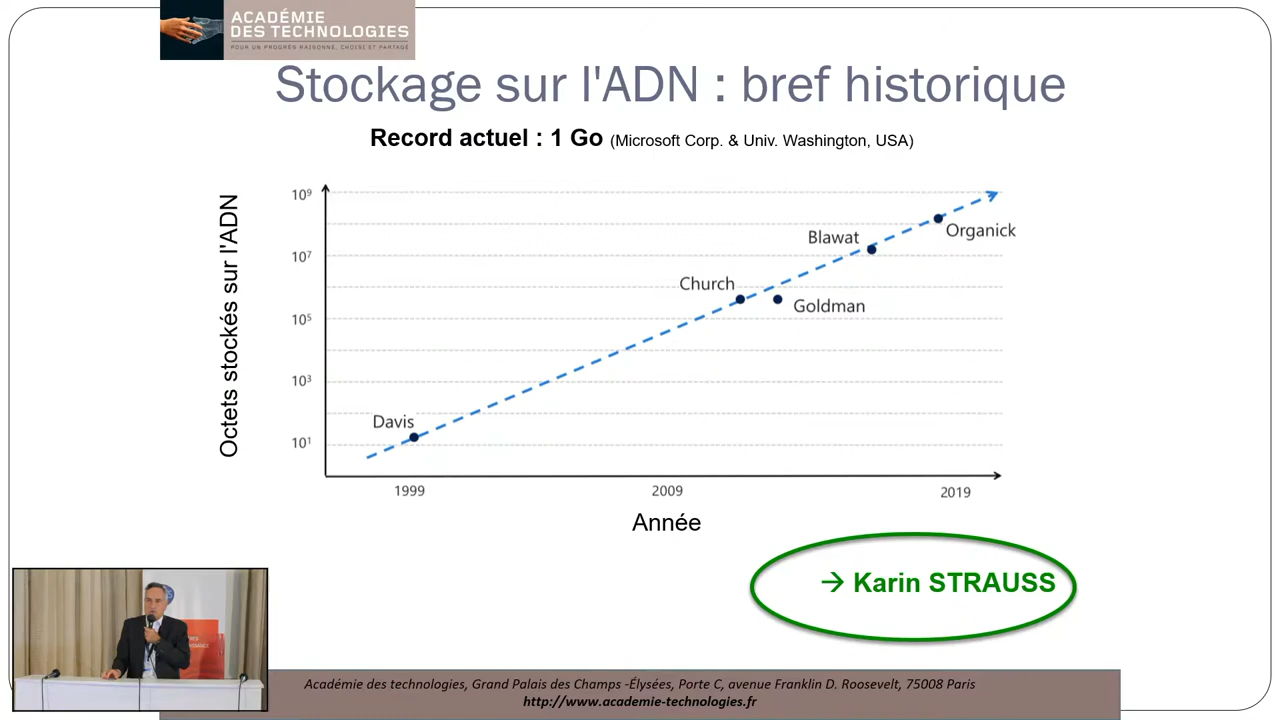 ACADÉMIE
DES TECHNOLOGIES
POUR UN PROGRÈS RAISONNÉ, CHOISI ET PARTAGÉ
Stockage sur l'ADN : bref historique
Record actuel : 1 Go (Microsoft Corp. & Univ. Washington, USA)
Octets stockés sur l'ADN
10⁹
10⁷
10⁵
10³
10¹
Organick
Blawat
Church
Goldman
Davis
1999
2009
2019
Année
→ Karin STRAUSS
Académie des technologies, Grand Palais des Champ -Élysées, Porte C, avenue Franklin D. Roosevelt, 75008 Paris
http://www.academie-technologies.fr